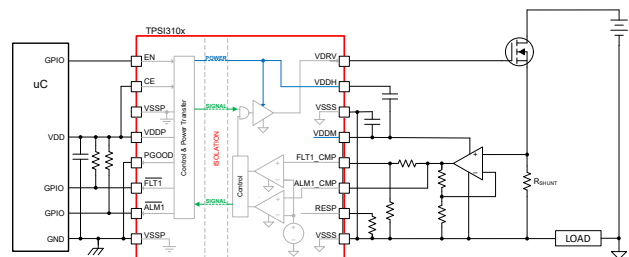 TPSI310x
uC
GPIO
VDD
GPIO
GPIO
GND
EN
CE
VSSP
VDDP
PGOOD
FLT1
ALM1
VSSP
Control & Power Transfer
POWER
SIGNAL
ISOLATION
SIGNAL
Control
VDRV
VDDH
VSSS
VDDM
FLT1_CMP
ALM1_CMP
RESP
VSSS
RSHUNT
LOAD